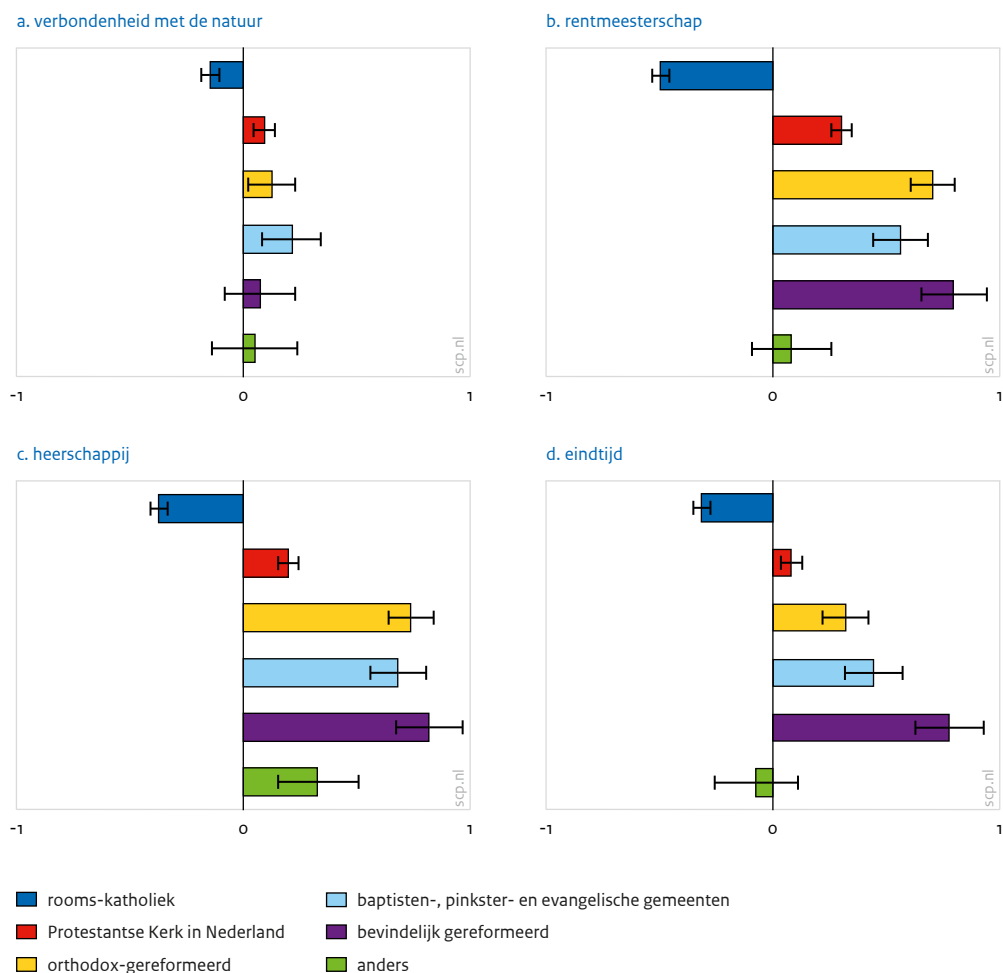 a. verbondenheid met de natuur
b. rentmeesterschap
scp.nl
scp.nl
-1 0 1
-1 0 1
c. heerschappij
d. eindtijd
scp.nl
scp.nl
-1 0 1
-1 0 1
rooms-katholiek
Protestantse Kerk in Nederland
orthodox-gereformeerd
baptisten-, pinkster- en evangelische gemeenten
bevindelijk gereformeerd
anders